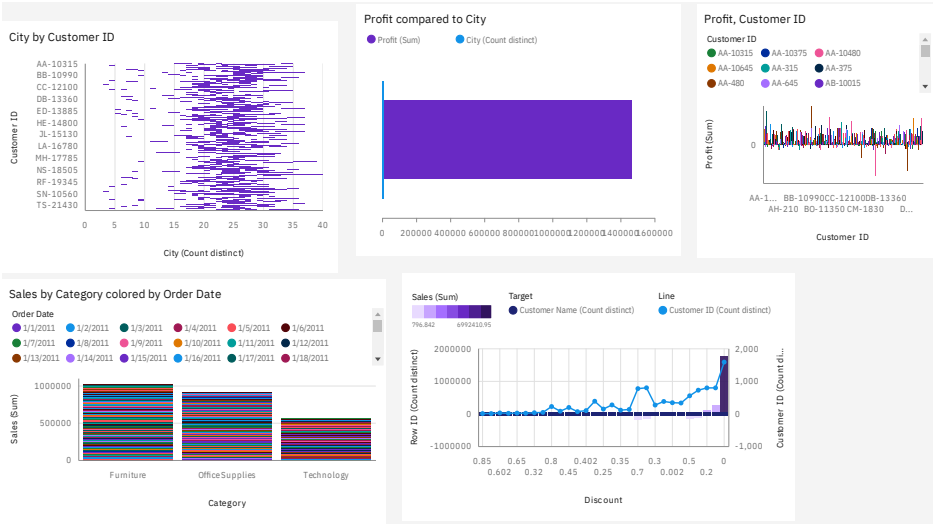 City by Customer ID
Customer ID
AA-10315
BB-10990
CC-12100
DB-13360
ED-13885
HE-14800
JL-15130
LA-16780
MH-17785
NS-18505
RF-19345
SN-10560
TS-21430
0 5 10 15 20 25 30 35 40
City (Count distinct)
Profit compared to City
Profit (Sum) City (Count distinct)
0 200000 400000 600000 800000 1000000 1200000 1400000 1600000
Profit, Customer ID
Customer ID
AA-10315 AA-10375 AA-10480
AA-10645 AA-315 AA-375
AA-480 AA-645 AB-10015
Profit (Sum)
0
AA-1... BB-10990 CC-12100 DB-13360
AH-210 BO-11350 CM-1830 D...
Customer ID
Sales by Category colored by Order Date
Order Date
1/1/2011 1/2/2011 1/3/2011 1/4/2011 1/5/2011 1/6/2011
1/7/2011 1/8/2011 1/9/2011 1/10/2011 1/11/2011 1/12/2011
1/13/2011 1/14/2011 1/15/2011 1/16/2011 1/17/2011 1/18/2011
Sales (Sum)
1000000
500000
0
Furniture Office Supplies Technology
Category
Sales (Sum) Target Line
Customer Name (Count distinct) Customer ID (Count distinct)
796.842 6992410.95
Row ID (Count distinct)
2000000
1000000
0
-1000000
2,000
1,000
0
-1,000
Customer ID (Count di...
0.85 0.65 0.8 0.402 0.35 0.3 0.5 0
0.602 0.32 0.45 0.25 0.7 0.002 0.2
Discount